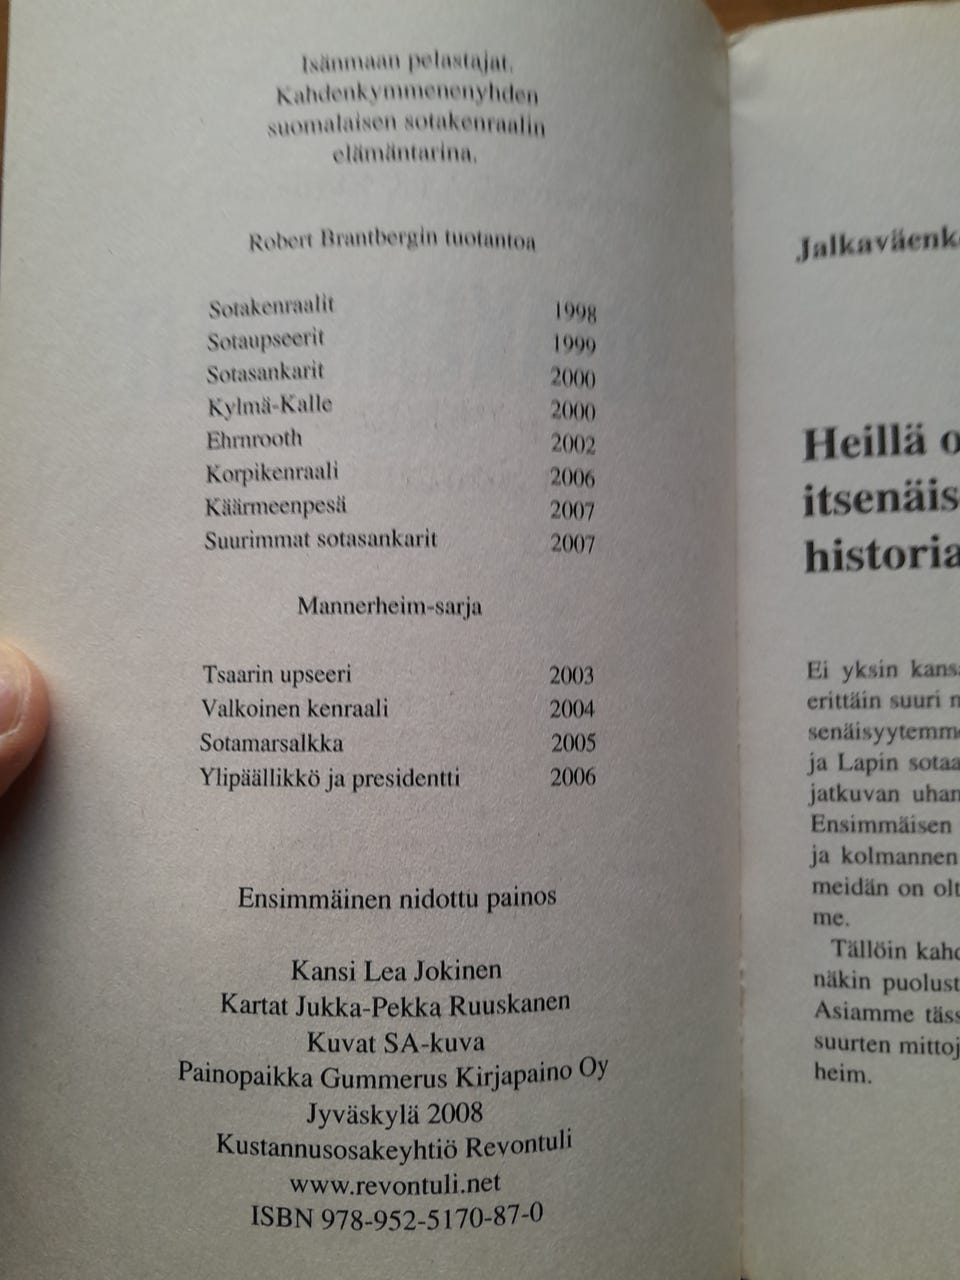 Isänmaan pelastajat.
Kahdenkymmenenyhden
suomalaisen sotakenraalin
elämäntarina.
Robert Brantbergin tuotantoa
Sotakenraalit 1998
Sotaupseerit 1999
Sotasankarit 2000
Kylmä-Kalle 2000
Ehrnrooth 2002
Korpikenraali 2006
Käärmeenpesä 2007
Suurimmat sotasankarit 2007
Mannerheim-sarja
Tsaarin upseeri 2003
Valkoinen kenraali 2004
Sotamarsalkka 2005
Ylipäällikkö ja presidentti 2006
Ensimmäinen nidottu painos
Kansi Lea Jokinen
Kartat Jukka-Pekka Ruuskanen
Kuvat SA-kuva
Painopaikka Gummerus Kirjapaino Oy
Jyväskylä 2008
Kustannusosakeyhtiö Revontuli
www.revontuli.net
ISBN 978-952-5170-87-0
Jalkaväenk
Heillä o
itsenäis
historia
Ei yksin kansa
erittäin suuri
senäisyytemme
ja Lapin sotaa
jatkuvan uhan
Ensimmäisen
ja kolmannen
meidän on olt
me.
Tällöin kahd
näkin puolust
Asiamme täss
suurten mittoj
heim.